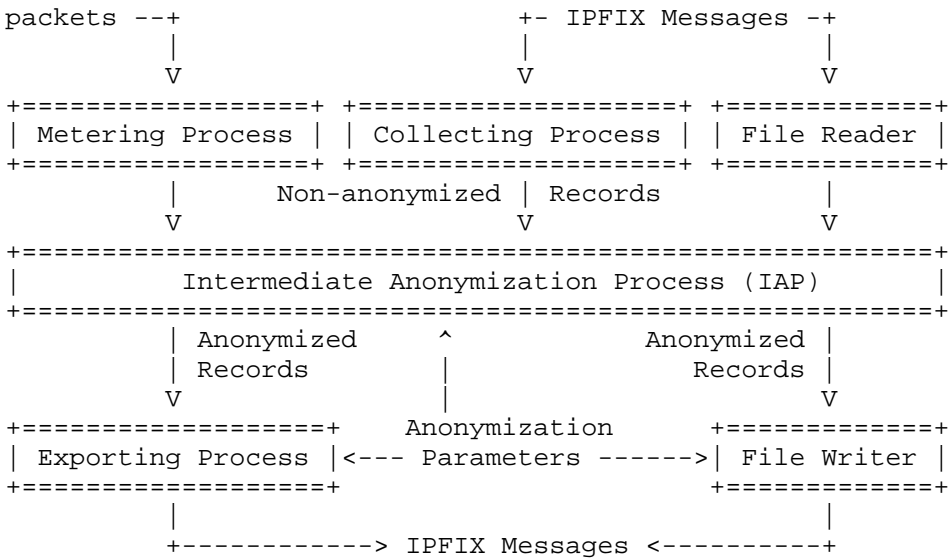 packets --+                     +- IPFIX Messages -+
          |                     |                  |
          V                     V                  V
+==================+ +====================+ +=============+
| Metering Process | | Collecting Process | | File Reader |
+==================+ +====================+ +=============+
          |      Non-anonymized | Records          |
          V                     V                  V
+=========================================================+
|          Intermediate Anonymization Process (IAP)       |
+=========================================================+
          | Anonymized     ^            Anonymized |
          | Records        |               Records |
          V                |                       V
+===================+    Anonymization      +=============+
| Exporting Process |<--- Parameters ------>| File Writer |
+===================+                       +=============+
          |                                        |
          +------------> IPFIX Messages <----------+